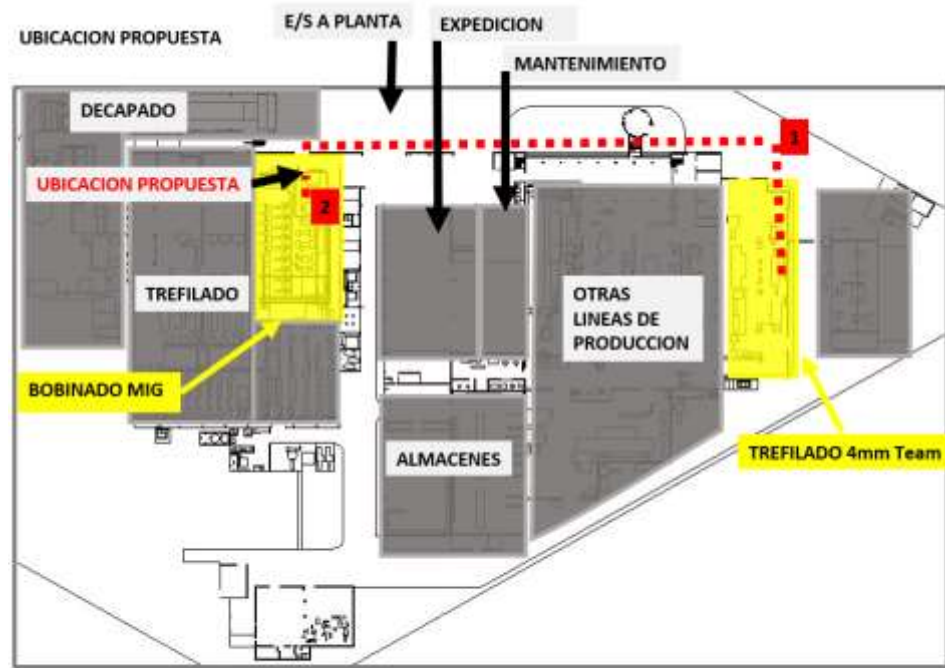 E/S A PLANTA
EXPEDICION
UBICACION PROPUESTA
MANTENIMIENTO
DECAPADO
1
UBICACION PROPUESTA
2
TREFILADO
OTRAS
LINEAS DE
PRODUCCION
BOBINADO MIG
ALMACENES
TREFILADO 4mm Team